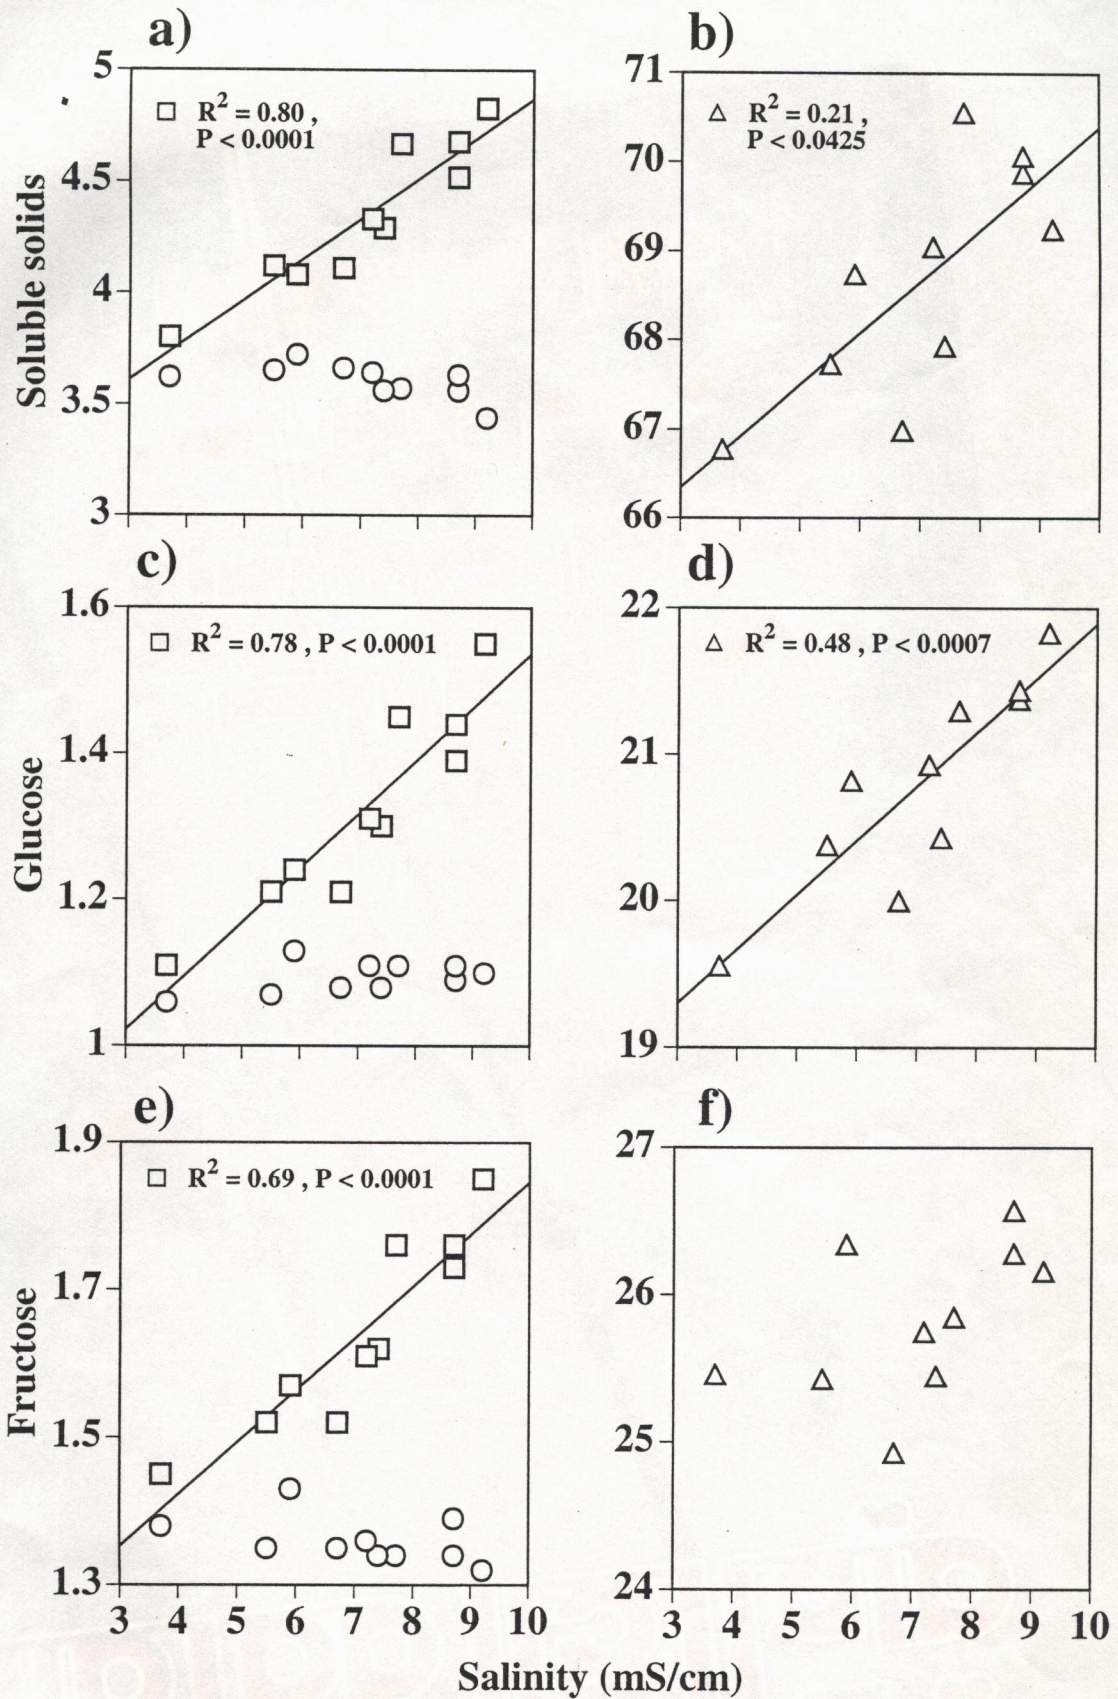 a)
5
4.5
4
3.5
3
Soluble solids
R² = 0.80 ,
P < 0.0001
b)
71
70
69
68
67
66
R² = 0.21 ,
P < 0.0425
c)
1.6
1.4
1.2
1
Glucose
R² = 0.78 , P < 0.0001
d)
22
21
20
19
R² = 0.48 , P < 0.0007
e)
1.9
1.7
1.5
1.3
Fructose
R² = 0.69 , P < 0.0001
3 4 5 6 7 8 9 10
f)
27
26
25
24
3 4 5 6 7 8 9 10
Salinity (mS/cm)